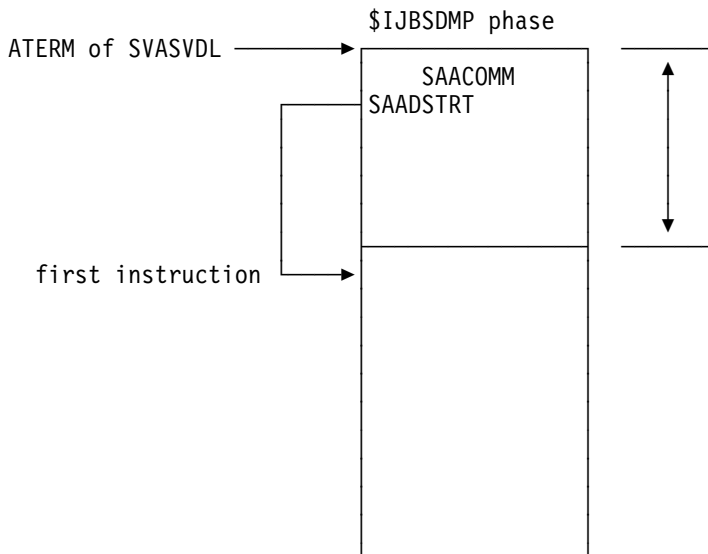 $IJBSDMP phase
ATERM of SVASVDL
SAACOMM
SAADSTRT
first instruction